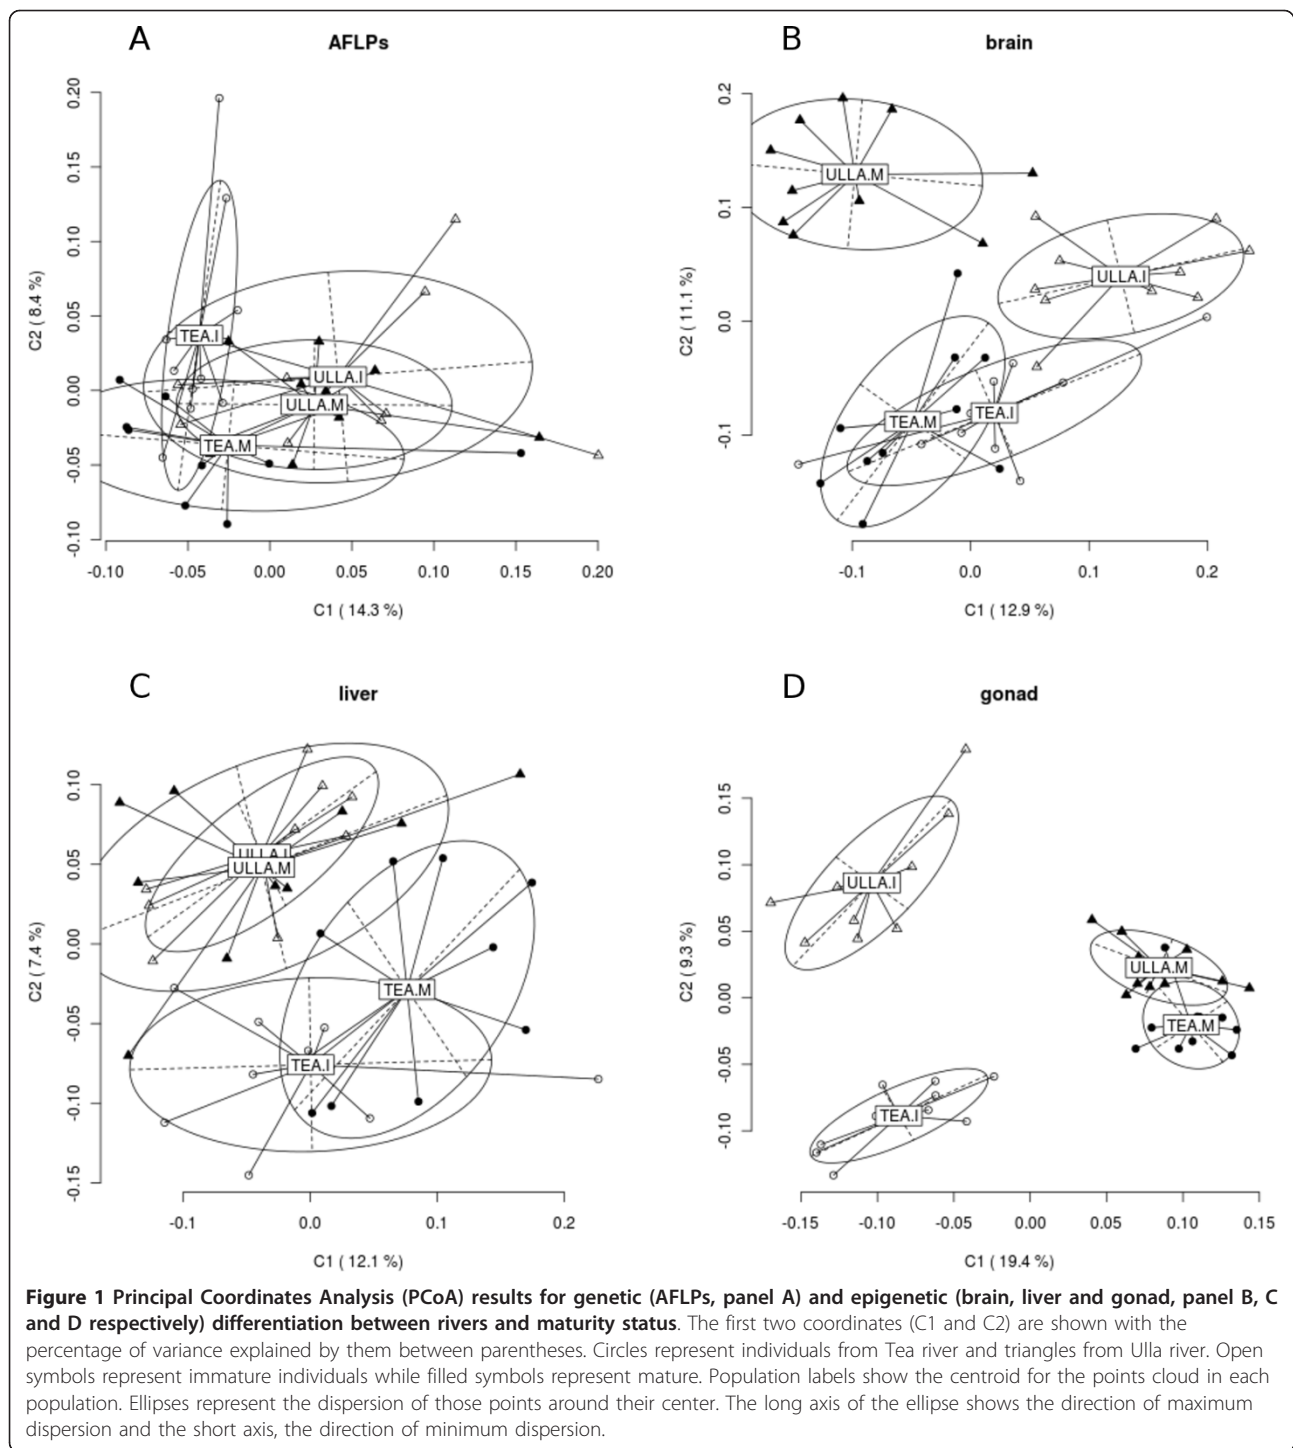 A
AFLPs
0.20
0.15
0.10
0.05
0.00
-0.05
-0.10
C2 ( 8.4 %)
TEA.I
ULLA.I
ULLA.M
TEA.M
-0.10 -0.05 0.00 0.05 0.10 0.15 0.20
C1 ( 14.3 %)
B
brain
0.2
0.1
0.0
-0.1
C2 ( 11.1 %)
ULLA.M
ULLA.I
TEA.M
TEA.I
-0.1 0.0 0.1 0.2
C1 ( 12.9 %)
C
liver
0.10
0.05
0.00
-0.05
-0.10
-0.15
C2 ( 7.4 %)
ULLA.I
ULLA.M
TEA.M
TEA.I
-0.1 0.0 0.1 0.2
C1 ( 12.1 %)
D
gonad
0.15
0.10
0.05
0.00
-0.05
-0.10
C2 ( 9.3 %)
ULLA.I
ULLA.M
TEA.M
TEA.I
-0.15 -0.10 -0.05 0.00 0.05 0.10 0.15
C1 ( 19.4 %)
Figure 1 Principal Coordinates Analysis (PCoA) results for genetic (AFLPs, panel A) and epigenetic (brain, liver and gonad, panel B, C
and D respectively) differentiation between rivers and maturity status. The first two coordinates (C1 and C2) are shown with the
percentage of variance explained by them between parentheses. Circles represent individuals from Tea river and triangles from Ulla river. Open
symbols represent immature individuals while filled symbols represent mature. Population labels show the centroid for the points cloud in each
population. Ellipses represent the dispersion of those points around their center. The long axis of the ellipse shows the direction of maximum
dispersion and the short axis, the direction of minimum dispersion.